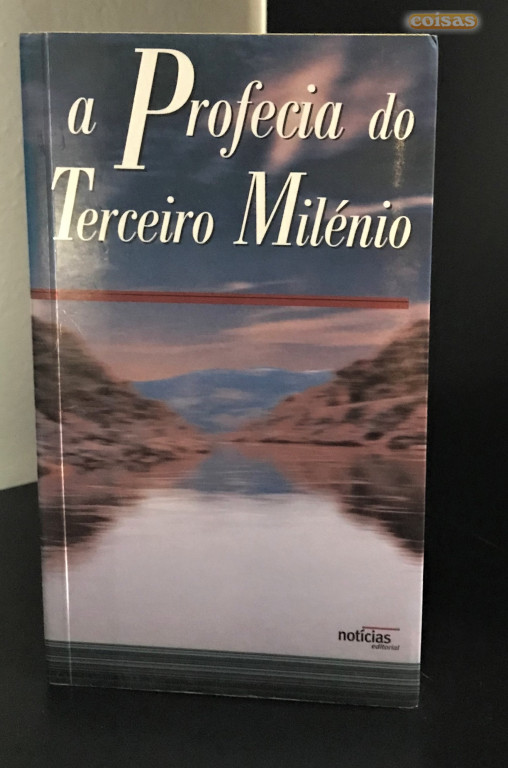 coisas
a Profecia do
Terceiro Milénio
notícias
editorial